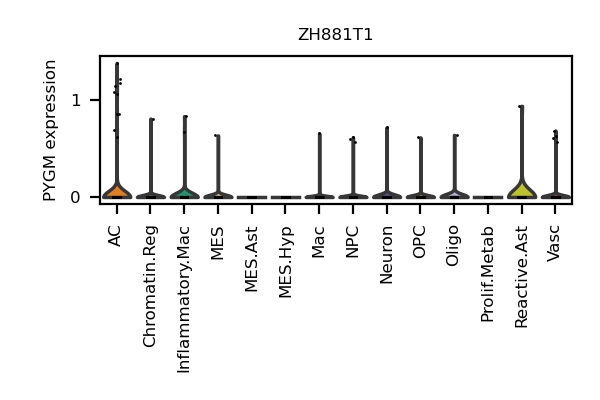 ZH881T1
PYGM expression
1
0
AC
Chromatin.Reg
Inflammatory.Mac
MES
MES.Ast
MES.Hyp
Mac
NPC
Neuron
OPC
Oligo
Prolif.Metab
Reactive.Ast
Vasc